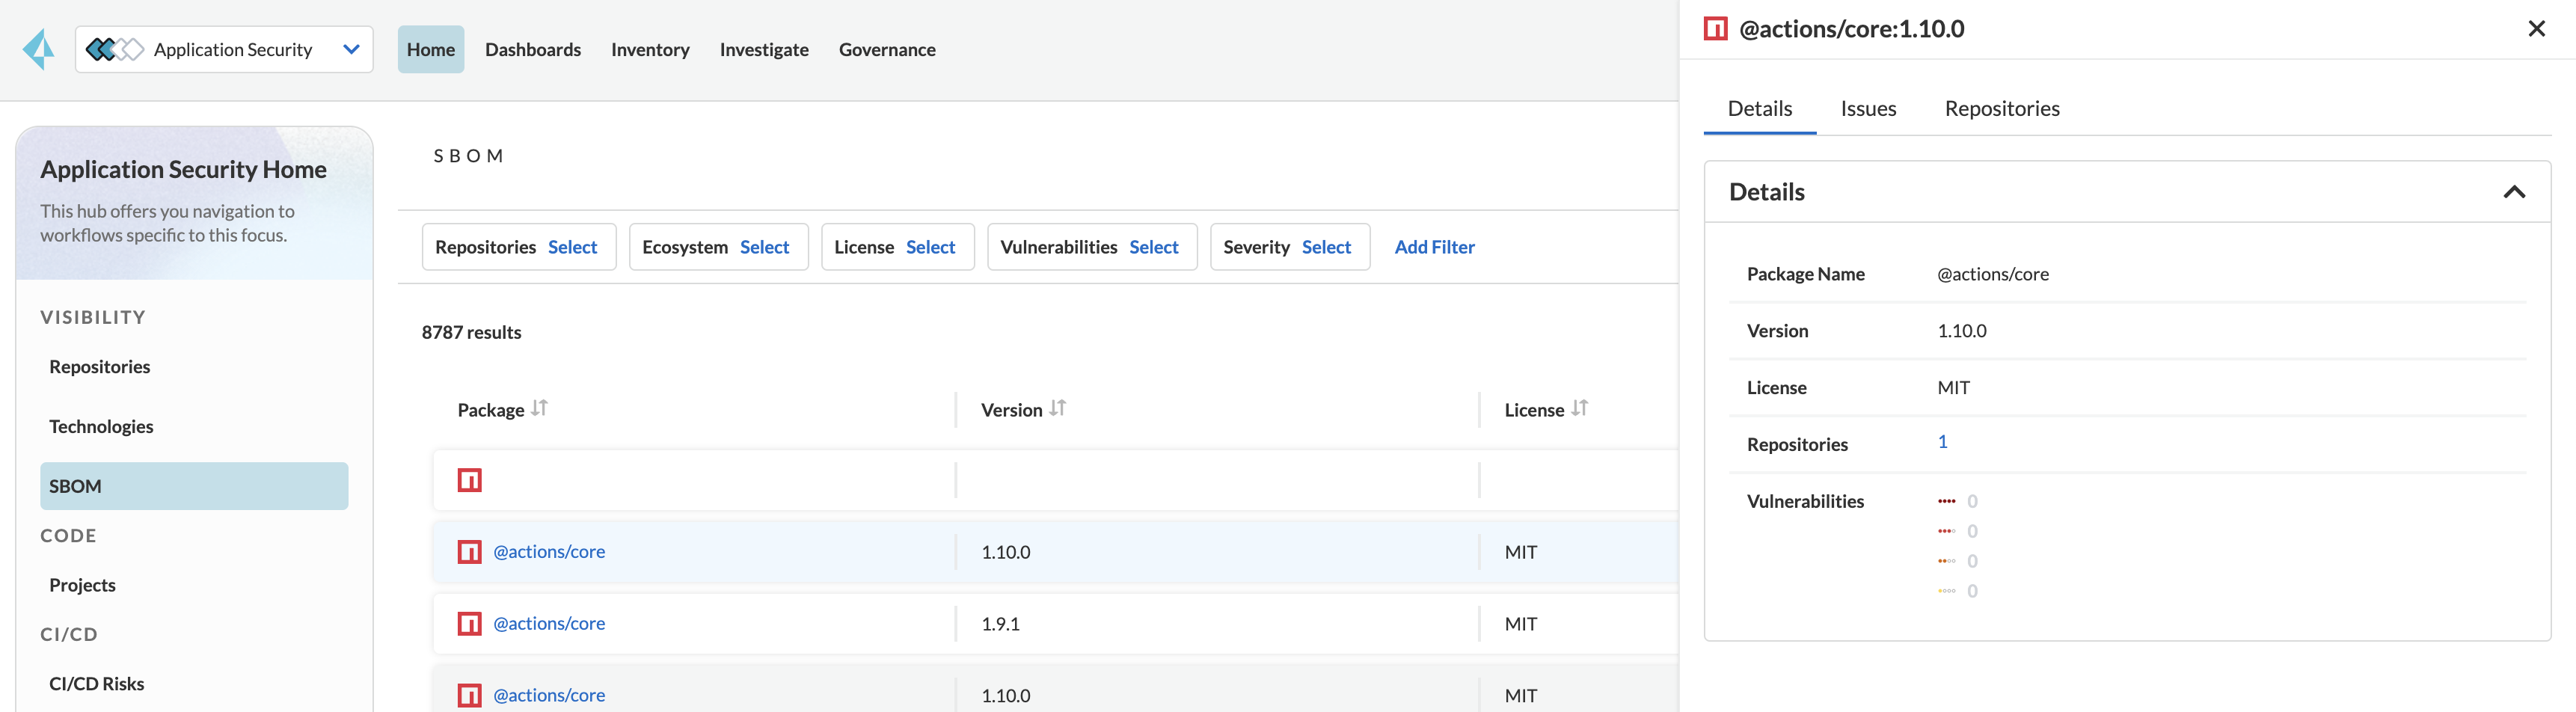 Application Security
Home Dashboards Inventory Investigate Governance
Application Security Home
This hub offers you navigation to
workflows specific to this focus.
VISIBILITY
Repositories
Technologies
SBOM
CODE
Projects
CI/CD
CI/CD Risks
SBOM
Repositories Select Ecosystem Select License Select Vulnerabilities Select Severity Select Add Filter
8787 results
Package Version License
@actions/core 1.10.0 MIT
@actions/core 1.9.1 MIT
@actions/core 1.10.0 MIT
@actions/core:1.10.0
Details Issues Repositories
Details
Package Name @actions/core
Version 1.10.0
License MIT
Repositories 1
Vulnerabilities 0
0
0
0